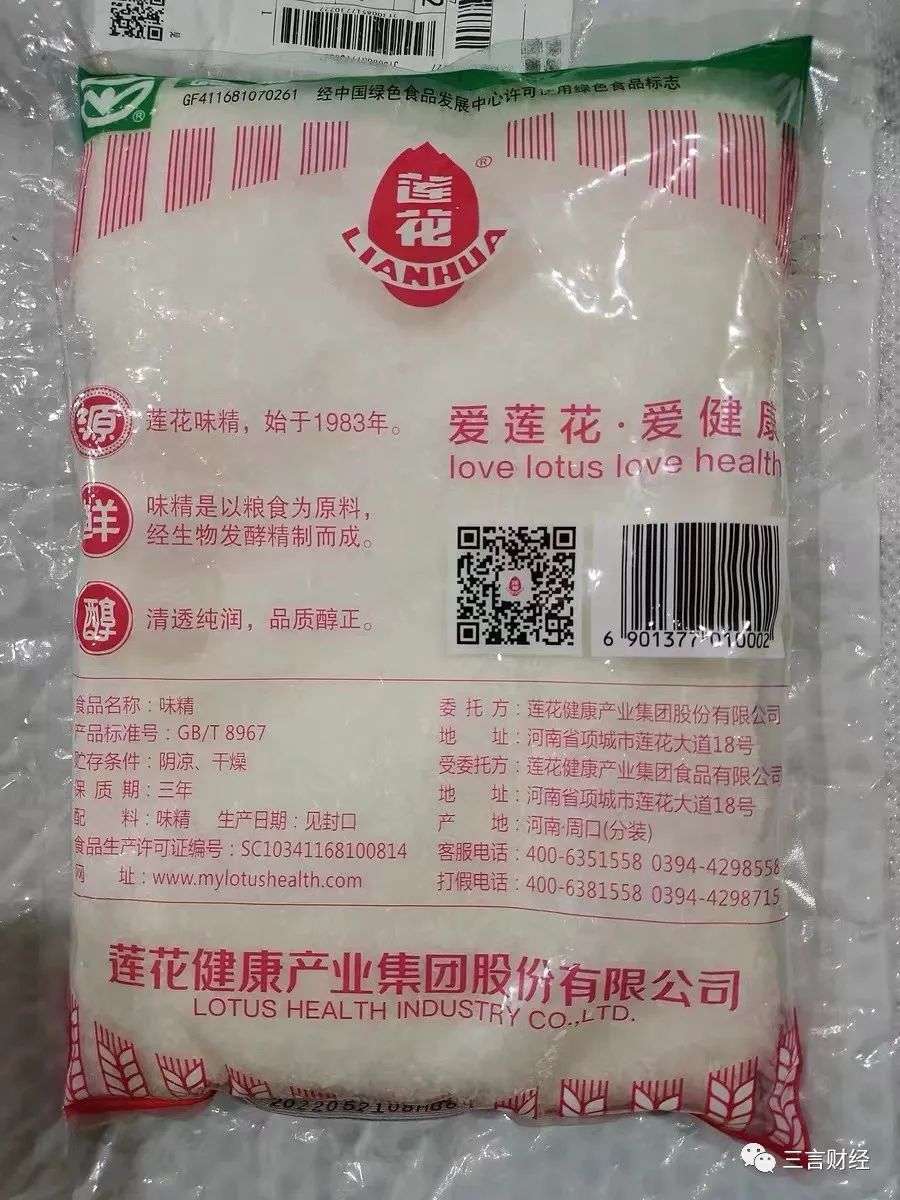 GF411681070261 经中国绿色食品发展中心许可使用绿色食品标志
莲花
®
LIANHUA
源
莲花味精，始于1983年。
鲜
味精是以粮食为原料，
经生物发酵精制而成。
醇
清透纯润，品质醇正。
爱莲花·爱健康
love lotus love health
6 901377 010002
食品名称：味精
产品标准号：GB/T 8967
贮存条件：阴凉、干燥
保 质 期：三年
配 料：味精 生产日期：见封口
食品生产许可证编号：SC10341168100814
网 址：www.mylotushealth.com
委 托 方：莲花健康产业集团股份有限公司
地 址：河南省项城市莲花大道18号
受委托方：莲花健康产业集团食品有限公司
地 址：河南省项城市莲花大道18号
产 地：河南·周口(分装)
客服电话：400-6351558 0394-4298558
打假电话：400-6381558 0394-4298715
莲花健康产业集团股份有限公司
LOTUS HEALTH INDUSTRY CO.,LTD.
三言财经